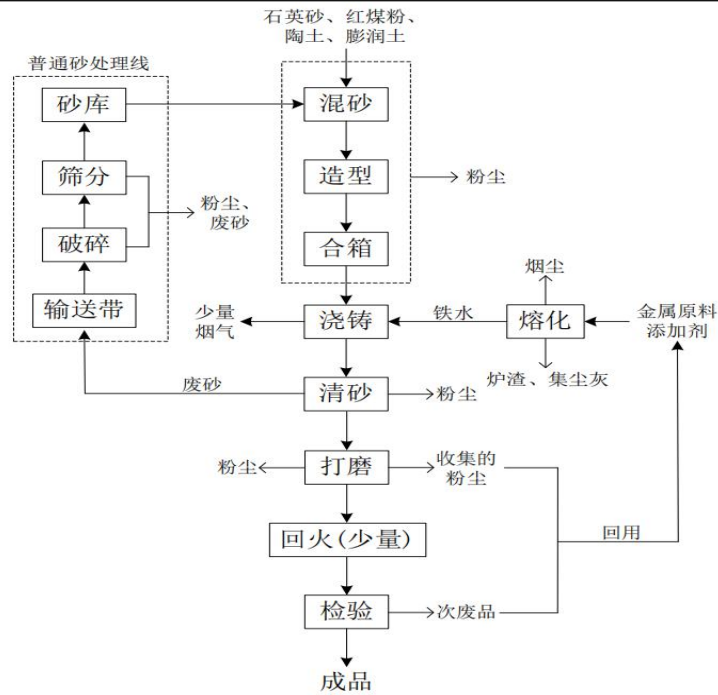 石英砂、红煤粉、
陶土、膨润土
普通砂处理线
砂库
混砂
筛分
造型
粉尘
粉尘、
废砂
破碎
合箱
烟尘
输送带
少量
烟气
浇铸
铁水
熔化
金属原料
添加剂
炉渣、集尘灰
废砂
清砂
粉尘
粉尘
打磨
收集的
粉尘
回火(少量)
回用
检验
次废品
成品